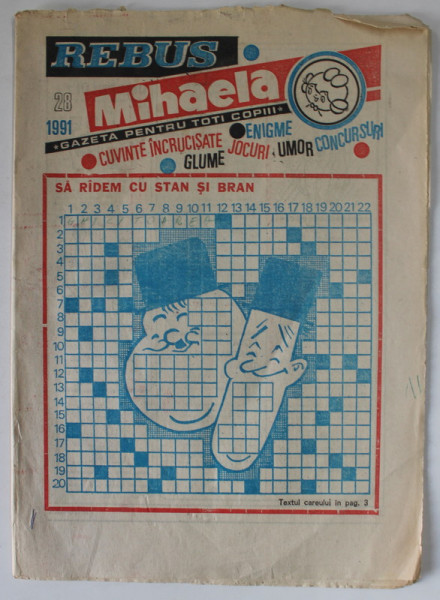 REBUS
28
Mihaela
1991
*GAZETA PENTRU TOTI COPIII*
ENIGME
CUVINTE ÎNCRUCIȘATE JOCURI UMOR CONCURSURI
GLUME
SĂ RÎDEM CU STAN ȘI BRAN
1 2 3 4 5 6 7 8 9 10 11 12 13 14 15 16 17 18 19 20 21 22
1
2
3
4
5
6
7
8
9
10
11
12
13
14
15
16
17
18
19
20
Textul careului în pag. 3